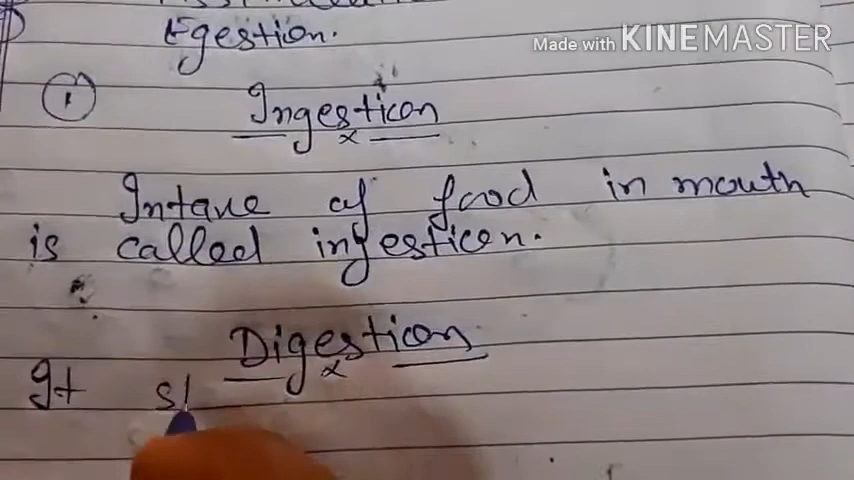 Egestion.
Made with KINEMASTER
1 Ingestion
Intake of food in mouth
is called ingestion.
Digestion
It